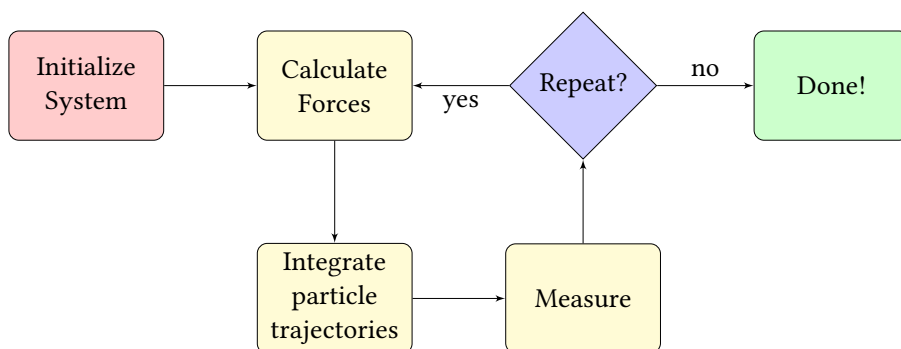 Initialize
System
Calculate
Forces
yes
Repeat?
no
Done!
Integrate
particle
trajectories
Measure